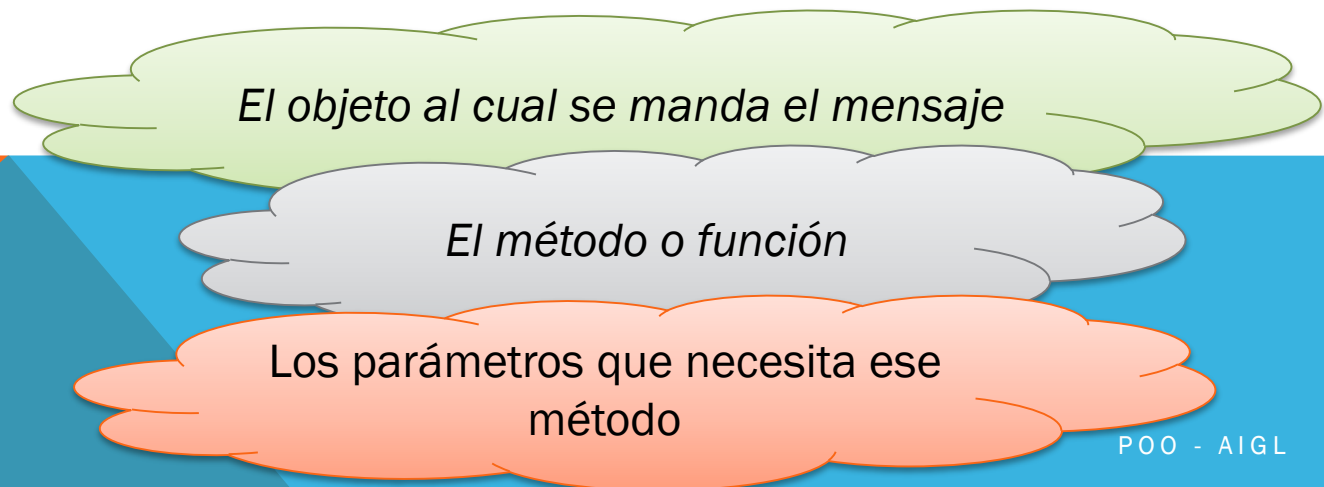 El objeto al cual se manda el mensaje
El método o función
Los parámetros que necesita ese
método
POO - AIGL